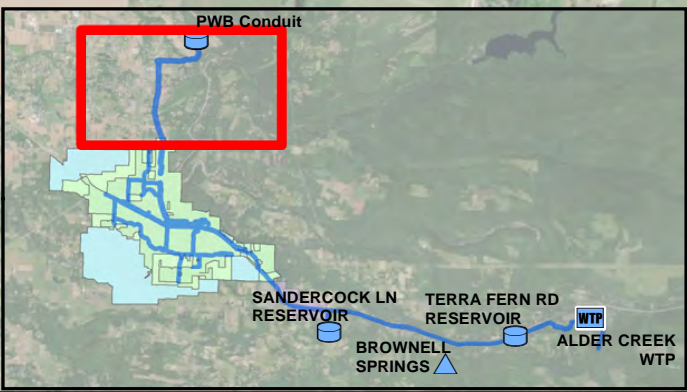 PWB Conduit
SANDERCOCK LN
RESERVOIR
TERRA FERN RD
RESERVOIR
WTP
ALDER CREEK
WTP
BROWNELL
SPRINGS